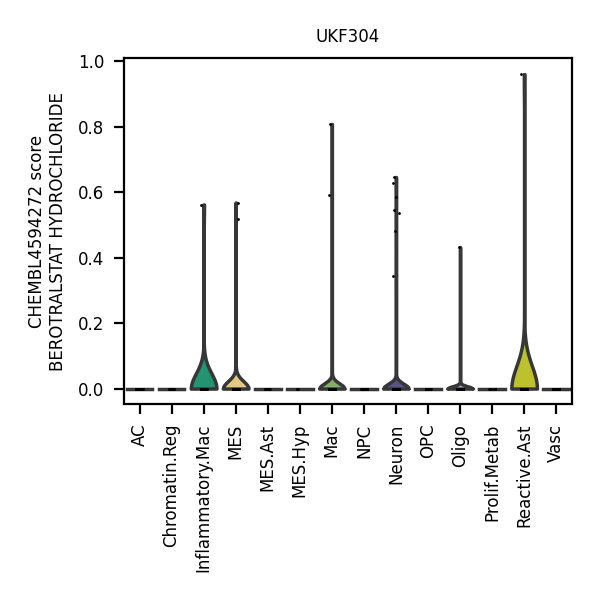 UKF304
CHEMBL4594272 score
BEROTRALSTAT HYDROCHLORIDE
1.0
0.8
0.6
0.4
0.2
0.0
AC
Chromatin.Reg
Inflammatory.Mac
MES
MES.Ast
MES.Hyp
Mac
NPC
Neuron
OPC
Oligo
Prolif.Metab
Reactive.Ast
Vasc